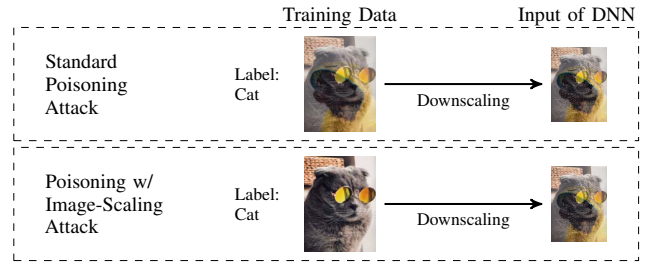 Training Data
Input of DNN
Standard
Poisoning
Attack
Label:
Cat
Downscaling
Poisoning w/
Image-Scaling
Attack
Label:
Cat
Downscaling